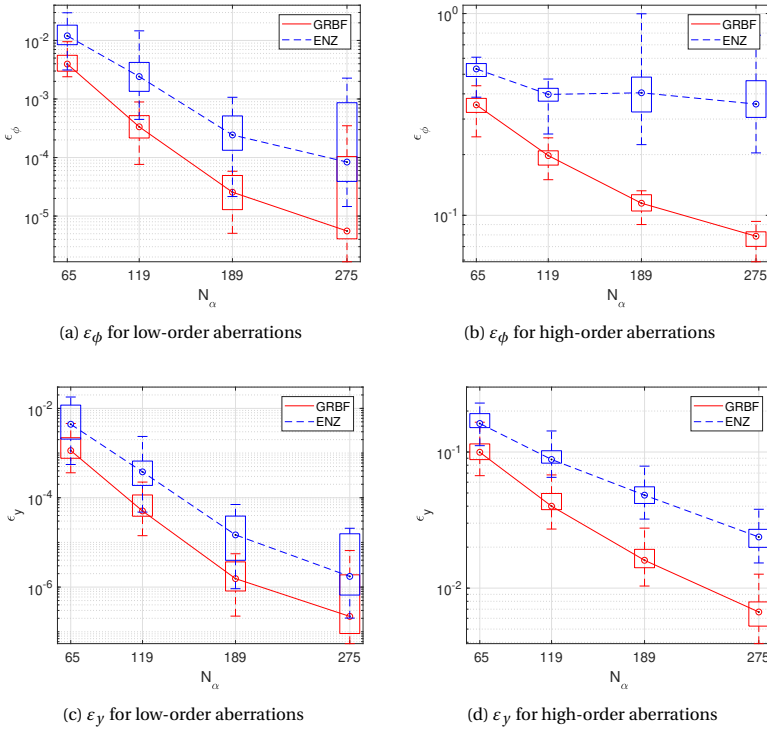 10^-2
10^-3
10^-4
10^-5
ϵ_ϕ
65 119 189 275
N_α
GRBF
ENZ
(a) ε_ϕ for low-order aberrations
10^0
10^-1
ϵ_ϕ
65 119 189 275
N_α
GRBF
ENZ
(b) ε_ϕ for high-order aberrations
10^-2
10^-4
10^-6
ϵ_y
65 119 189 275
N_α
GRBF
ENZ
(c) ε_y for low-order aberrations
10^-1
10^-2
ϵ_y
65 119 189 275
N_α
GRBF
ENZ
(d) ε_y for high-order aberrations